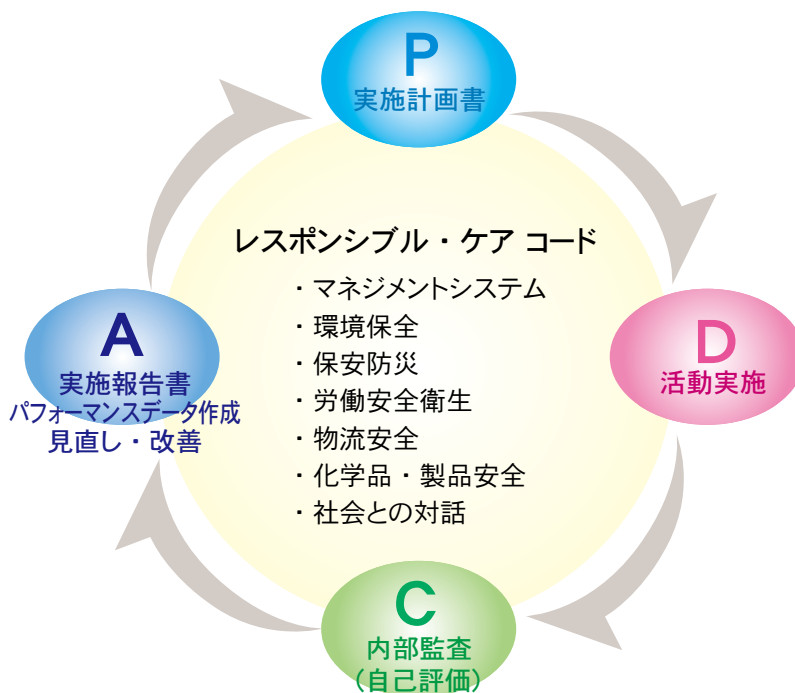 P
実施計画書
レスポンシブル・ケア コード
・マネジメントシステム
・環境保全
・保安防災
・労働安全衛生
・物流安全
・化学品・製品安全
・社会との対話
D
活動実施
C
内部監査
(自己評価)
A
実施報告書
パフォーマンスデータ作成
見直し・改善